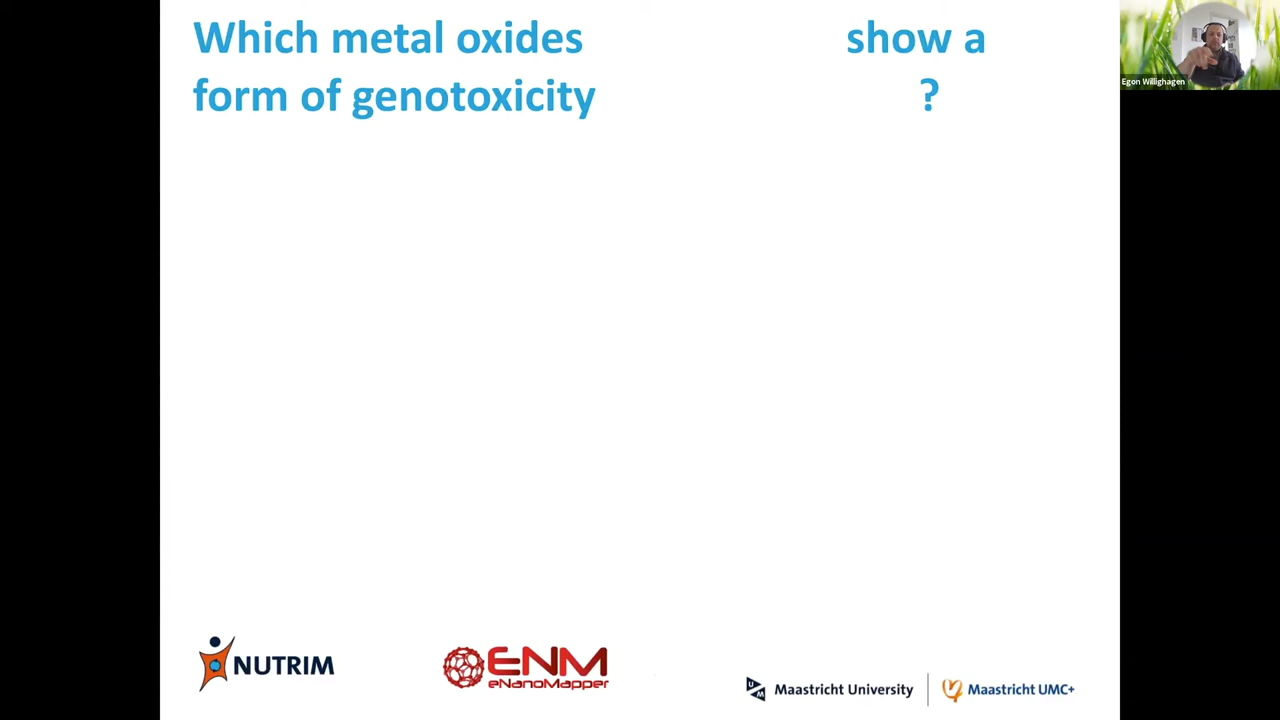 Which metal oxides show a
form of genotoxicity ?
Egon Willighagen
NUTRIM
ENM
eNanoMapper
Maastricht University
Maastricht UMC+